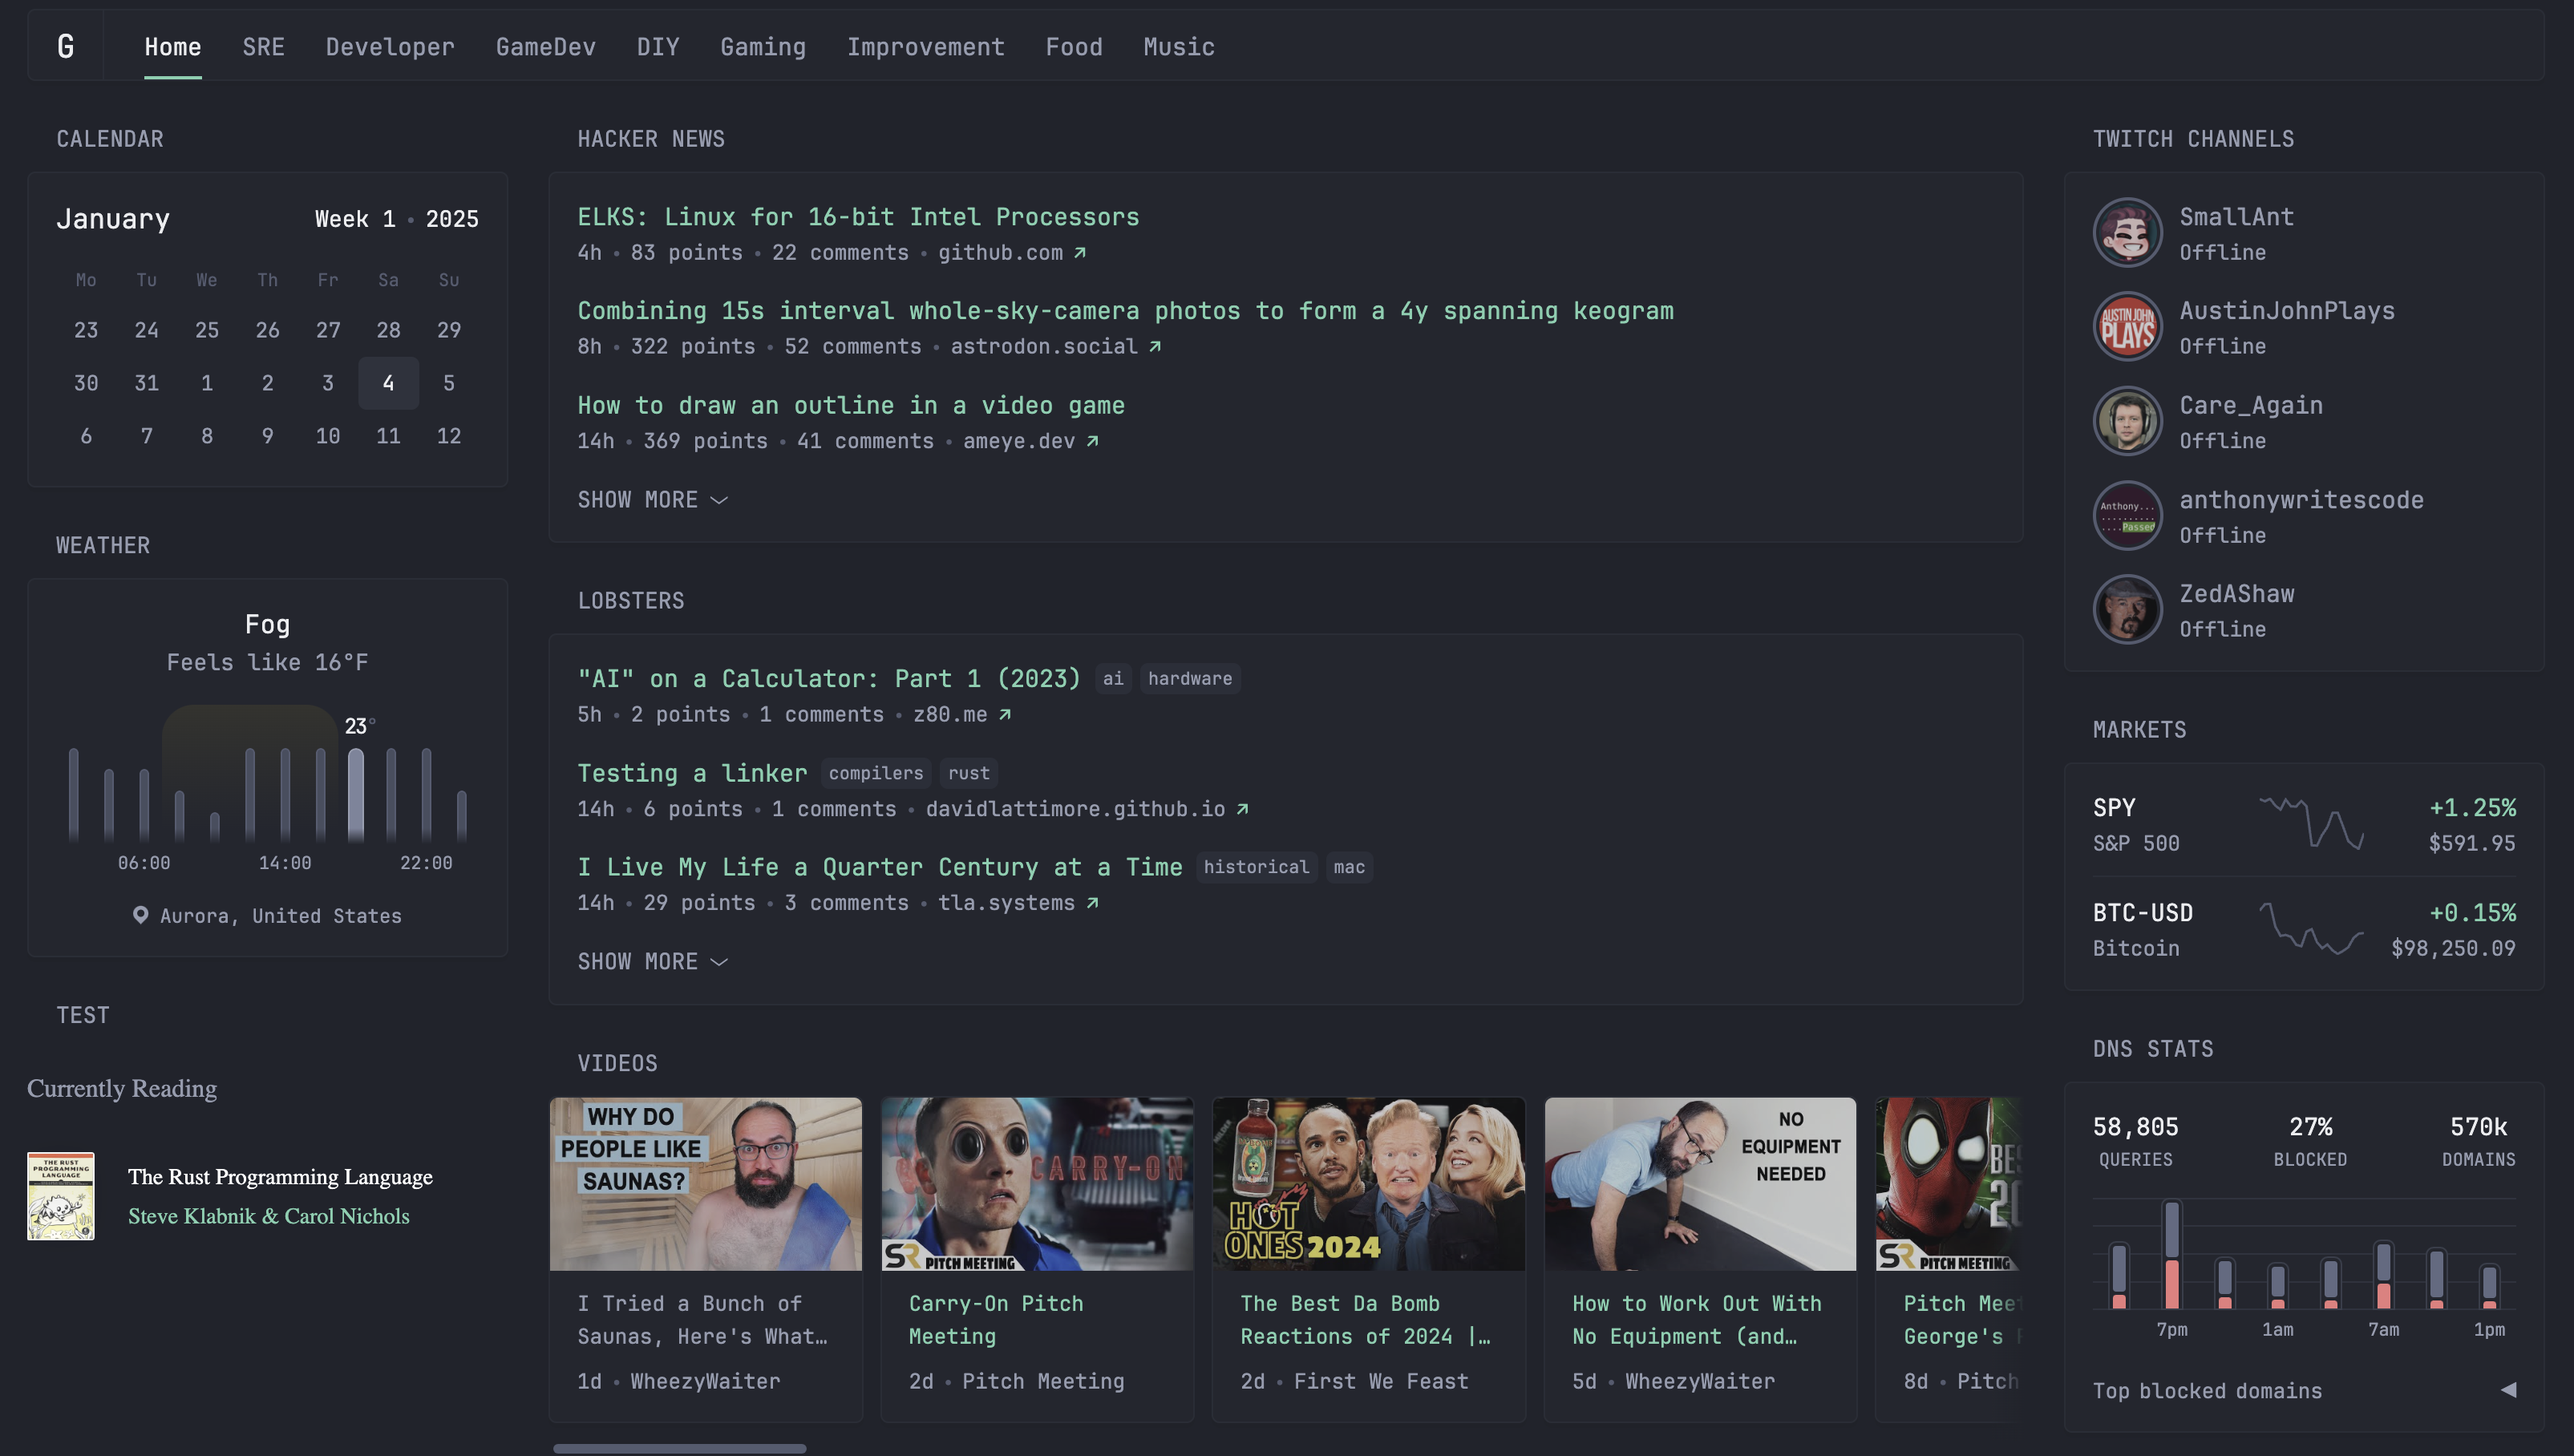 G
Home SRE Developer GameDev DIY Gaming Improvement Food Music
CALENDAR
January Week 1 • 2025
Mo Tu We Th Fr Sa Su
23 24 25 26 27 28 29
30 31 1 2 3 4 5
6 7 8 9 10 11 12
WEATHER
Fog
Feels like 16°F
23°
06:00 14:00 22:00
Aurora, United States
TEST
Currently Reading
THE RUST
PROGRAMMING
LANGUAGE
The Rust Programming Language
Steve Klabnik & Carol Nichols
HACKER NEWS
ELKS: Linux for 16-bit Intel Processors
4h • 83 points • 22 comments • github.com
Combining 15s interval whole-sky-camera photos to form a 4y spanning keogram
8h • 322 points • 52 comments • astrodon.social
How to draw an outline in a video game
14h • 369 points • 41 comments • ameye.dev
SHOW MORE
LOBSTERS
"AI" on a Calculator: Part 1 (2023) ai hardware
5h • 2 points • 1 comments • z80.me
Testing a linker compilers rust
14h • 6 points • 1 comments • davidlattimore.github.io
I Live My Life a Quarter Century at a Time historical mac
14h • 29 points • 3 comments • tla.systems
SHOW MORE
VIDEOS
WHY DO
PEOPLE LIKE
SAUNAS?
I Tried a Bunch of
Saunas, Here's What…
1d • WheezyWaiter
CARRY-ON
SR PITCH MEETING
Carry-On Pitch
Meeting
2d • Pitch Meeting
HOT
ONES 2024
The Best Da Bomb
Reactions of 2024 |…
2d • First We Feast
NO
EQUIPMENT
NEEDED
How to Work Out With
No Equipment (and…
5d • WheezyWaiter
BES
20
SR PITCH MEETING
Pitch Meet
George's
8d • Pitch
TWITCH CHANNELS
SmallAnt
Offline
AUSTIN JOHN
PLAYS
AustinJohnPlays
Offline
Care_Again
Offline
Anthony...
..........
....Passed
anthonywritescode
Offline
ZedAShaw
Offline
MARKETS
SPY +1.25%
S&P 500 $591.95
BTC-USD +0.15%
Bitcoin $98,250.09
DNS STATS
58,805 27% 570k
QUERIES BLOCKED DOMAINS
7pm 1am 7am 1pm
Top blocked domains